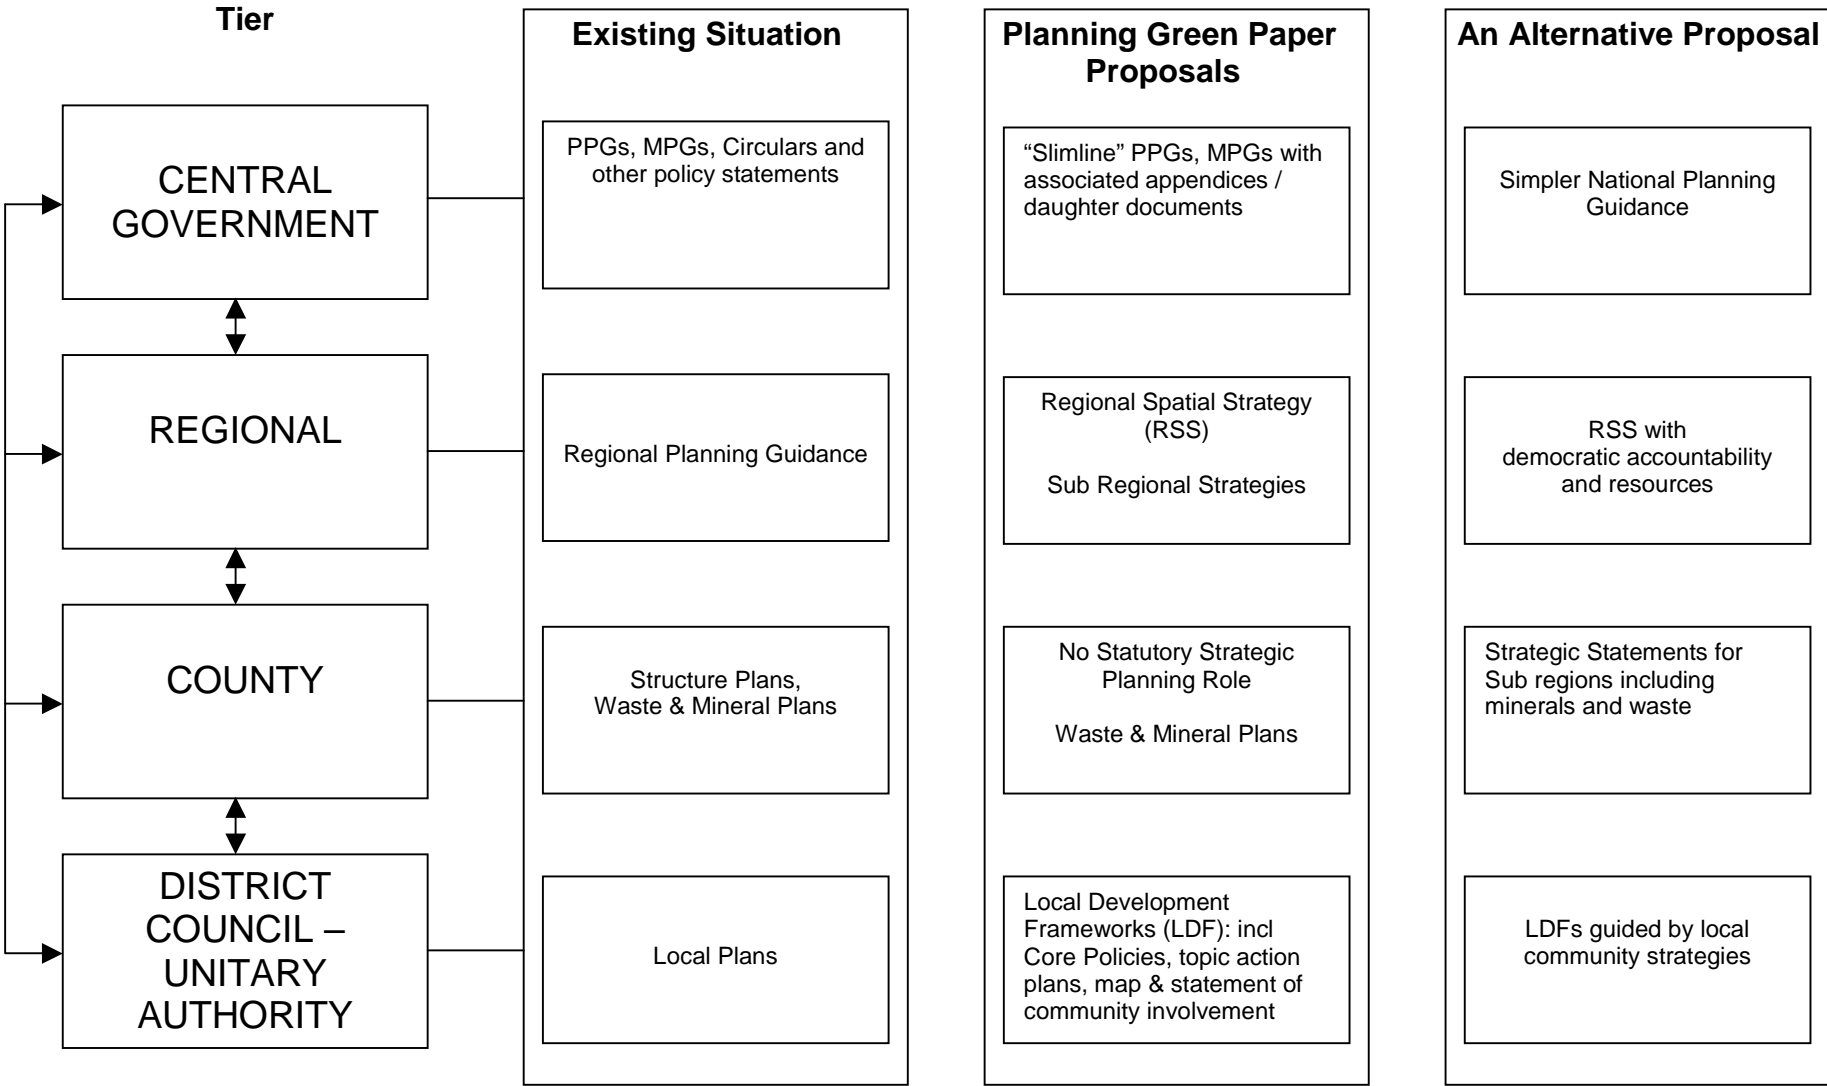 Tier
Existing Situation
Planning Green Paper
Proposals
An Alternative Proposal
CENTRAL
GOVERNMENT
PPGs, MPGs, Circulars and
other policy statements
“Slimline” PPGs, MPGs with
associated appendices /
daughter documents
Simpler National Planning
Guidance
REGIONAL
Regional Planning Guidance
Regional Spatial Strategy
(RSS)
Sub Regional Strategies
RSS with
democratic accountability
and resources
COUNTY
Structure Plans,
Waste & Mineral Plans
No Statutory Strategic
Planning Role
Waste & Mineral Plans
Strategic Statements for
Sub regions including
minerals and waste
DISTRICT
COUNCIL –
UNITARY
AUTHORITY
Local Plans
Local Development
Frameworks (LDF): incl
Core Policies, topic action
plans, map & statement of
community involvement
LDFs guided by local
community strategies